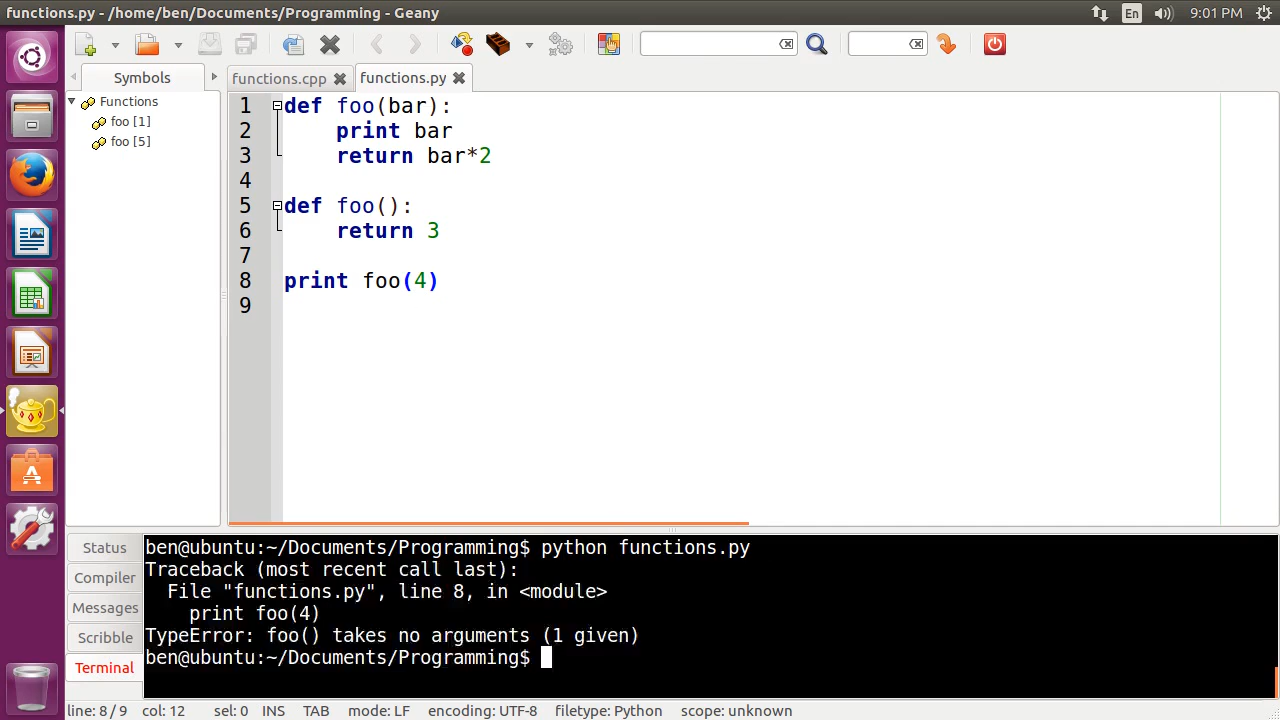 functions.py - /home/ben/Documents/Programming - Geany
En
9:01 PM
Symbols
functions.cpp
functions.py
Functions
foo [1]
foo [5]
1 def foo(bar):
2     print bar
3     return bar*2
4
5 def foo():
6     return 3
7
8 print foo(4)
9
Status
Compiler
Messages
Scribble
Terminal
ben@ubuntu:~/Documents/Programming$ python functions.py
Traceback (most recent call last):
  File "functions.py", line 8, in <module>
    print foo(4)
TypeError: foo() takes no arguments (1 given)
ben@ubuntu:~/Documents/Programming$
line: 8 / 9 col: 12 sel: 0 INS TAB mode: LF encoding: UTF-8 filetype: Python scope: unknown